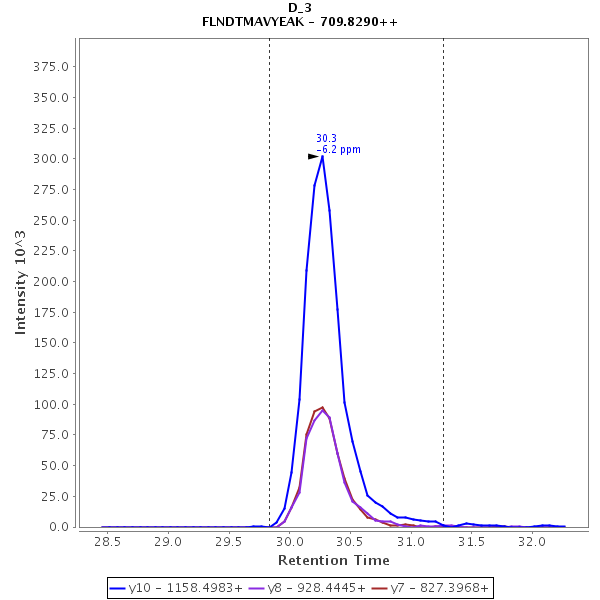 D_3
FLNDTMAVYEAK - 709.8290++
375.0
350.0
325.0
300.0
275.0
250.0
225.0
200.0
175.0
150.0
125.0
100.0
75.0
50.0
25.0
0.0
Intensity 10^3
30.3
-6.2 ppm
28.5 29.0 29.5 30.0 30.5 31.0 31.5 32.0
Retention Time
y10 - 1158.4983+ y8 - 928.4445+ y7 - 827.3968+